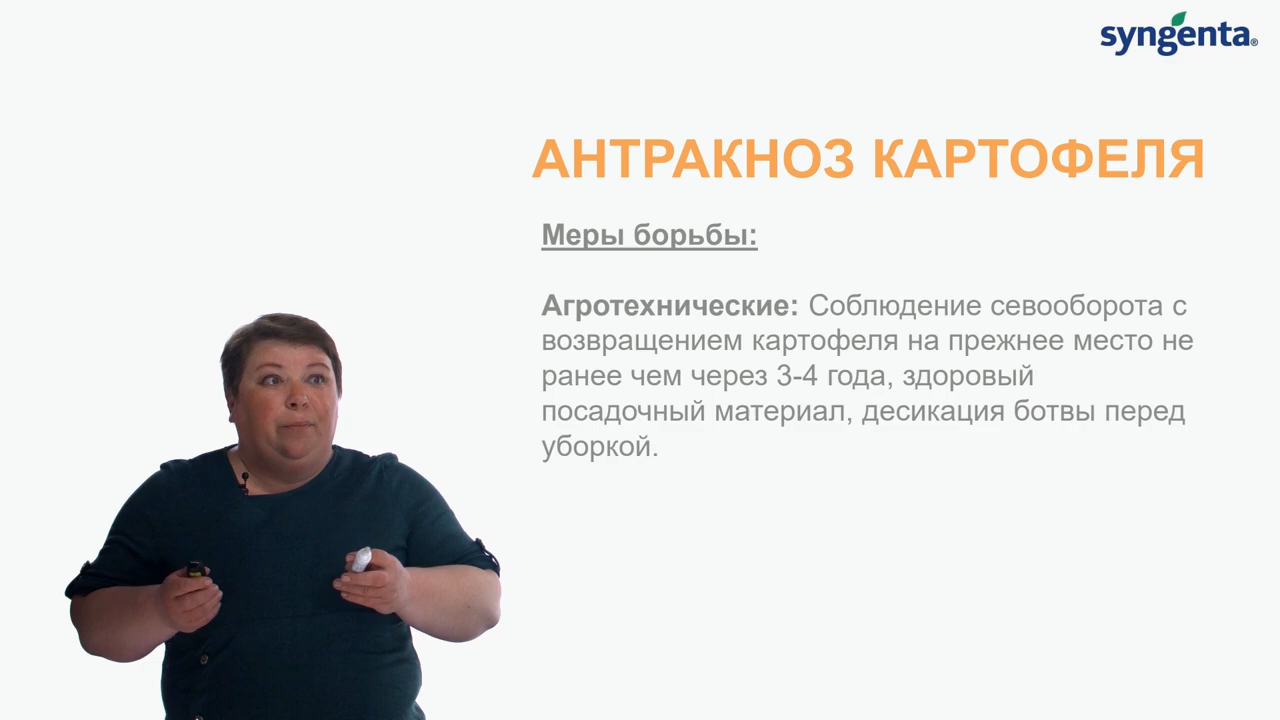 syngenta®
АНТРАКНОЗ КАРТОФЕЛЯ
Меры борьбы:
Агротехнические: Соблюдение севооборота с
возвращением картофеля на прежнее место не
ранее чем через 3-4 года, здоровый
посадочный материал, десикация ботвы перед
уборкой.